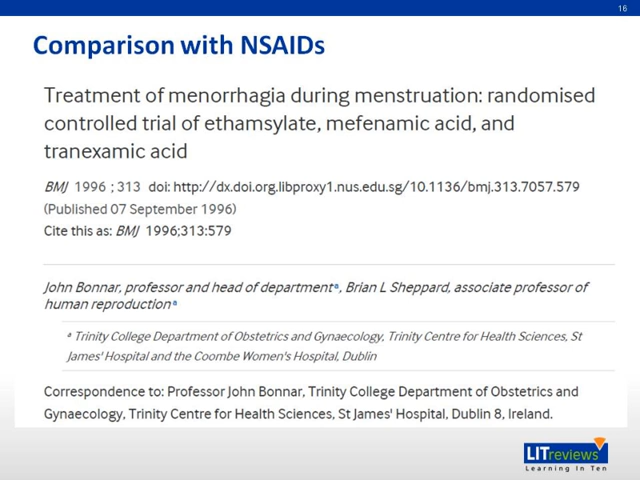 16
Comparison with NSAIDs
Treatment of menorrhagia during menstruation: randomised
controlled trial of ethamsylate, mefenamic acid, and
tranexamic acid
BMJ 1996 ; 313 doi: http://dx.doi.org.libproxy1.nus.edu.sg/10.1136/bmj.313.7057.579
(Published 07 September 1996)
Cite this as: BMJ 1996;313:579
John Bonnar, professor and head of department a, Brian L Sheppard, associate professor of
human reproduction a
a Trinity College Department of Obstetrics and Gynaecology, Trinity Centre for Health Sciences, St
James' Hospital and the Coombe Women's Hospital, Dublin
Correspondence to: Professor John Bonnar, Trinity College Department of Obstetrics and
Gynaecology, Trinity Centre for Health Sciences, St James' Hospital, Dublin 8, Ireland.
LITreviews
Learning In Ten